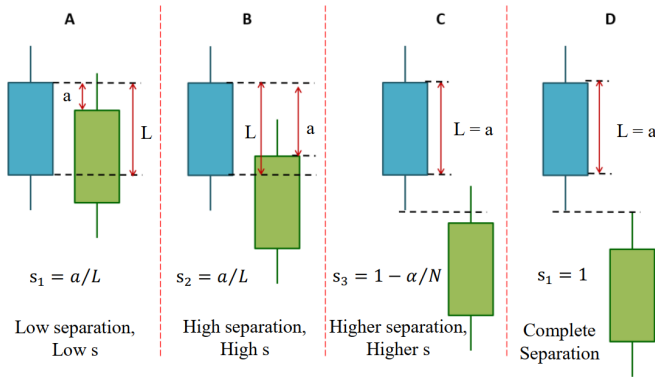 A
B
C
D
a
L
L
a
L = a
L = a
s₁ = a/L
s₂ = a/L
s₃ = 1 − α/N
s₁ = 1
Low separation,
Low s
High separation,
High s
Higher separation,
Higher s
Complete
Separation